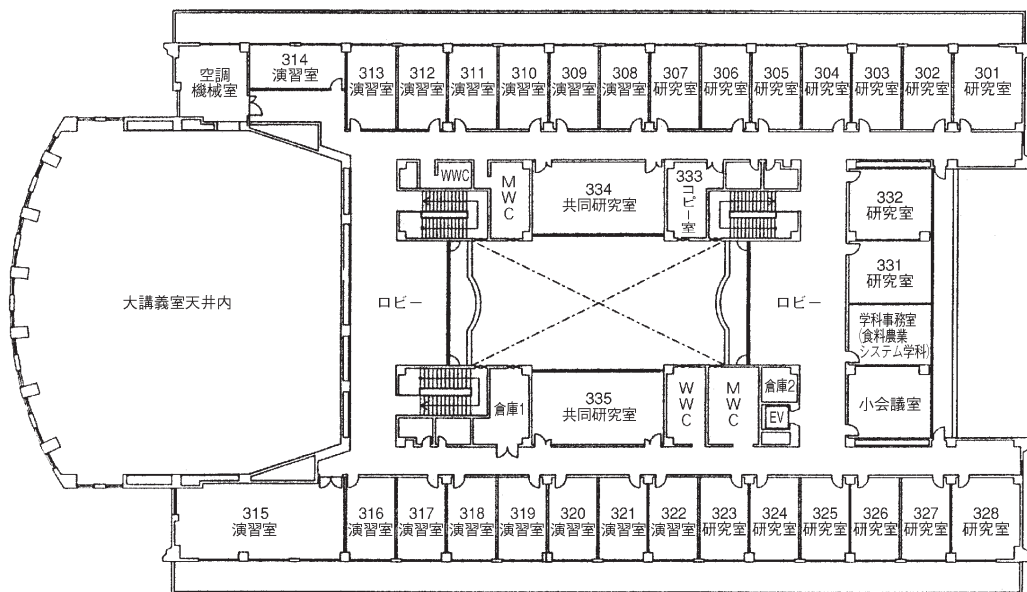 空調
機械室
314
演習室
313
演習室
312
演習室
311
演習室
310
演習室
309
演習室
308
演習室
307
研究室
306
研究室
305
研究室
304
研究室
303
研究室
302
研究室
301
研究室
WWC
MWC
334
共同研究室
333
コピー室
332
研究室
331
研究室
大講義室天井内
ロビー
ロビー
学科事務室
(食料農業
システム学科)
小会議室
倉庫1
335
共同研究室
WWC
MWC
倉庫2
EV
315
演習室
316
演習室
317
演習室
318
演習室
319
演習室
320
演習室
321
演習室
322
演習室
323
研究室
324
研究室
325
研究室
326
研究室
327
研究室
328
研究室